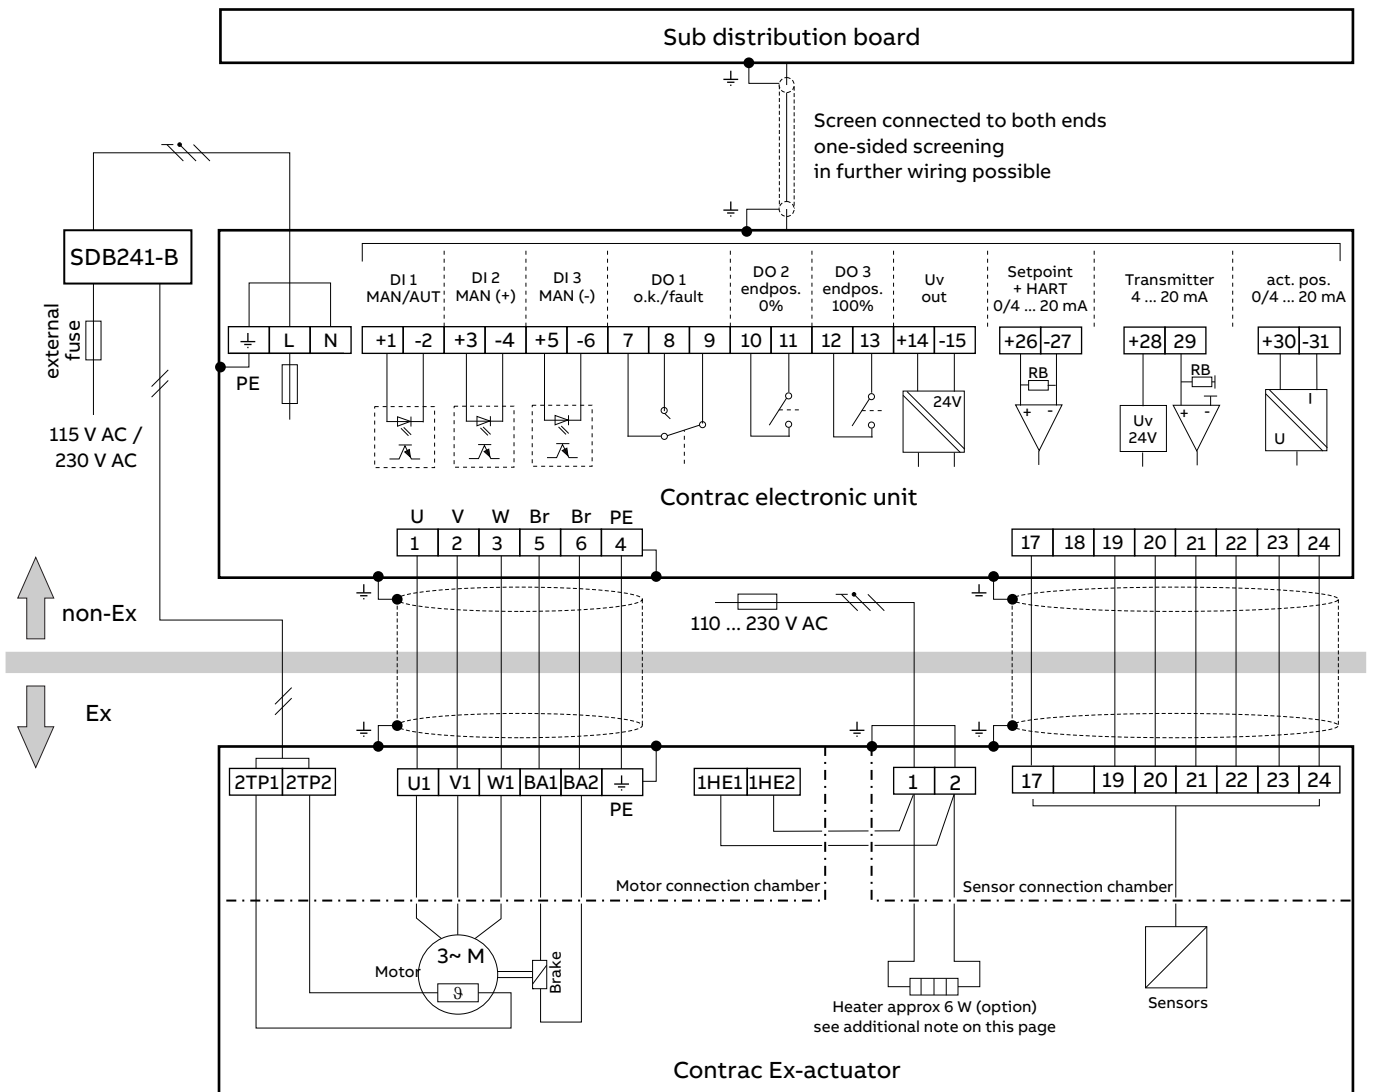 Sub distribution board
Screen connected to both ends
one-sided screening
in further wiring possible
SDB241-B
external
fuse
115 V AC /
230 V AC
DI 1
MAN/AUT
DI 2
MAN (+)
DI 3
MAN (-)
DO 1
o.k./fault
DO 2
endpos.
0%
DO 3
endpos.
100%
Uv
out
Setpoint
+ HART
0/4 ... 20 mA
Transmitter
4 ... 20 mA
act. pos.
0/4 ... 20 mA
L N
+1 -2 +3 -4 +5 -6 7 8 9 10 11 12 13 +14 -15 +26 -27 +28 29 +30 -31
PE
RB
RB
24V
+ -
Uv
24V
+ -
I
U
Contrac electronic unit
U V W Br Br PE
1 2 3 5 6 4
17 18 19 20 21 22 23 24
non-Ex
110 ... 230 V AC
Ex
2TP1 2TP2
U1 V1 W1 BA1 BA2
PE
1HE1 1HE2
1 2
17 19 20 21 22 23 24
Motor connection chamber
Sensor connection chamber
3~ M
Motor
ϑ
Brake
Heater approx 6 W (option)
see additional note on this page
Sensors
Contrac Ex-actuator